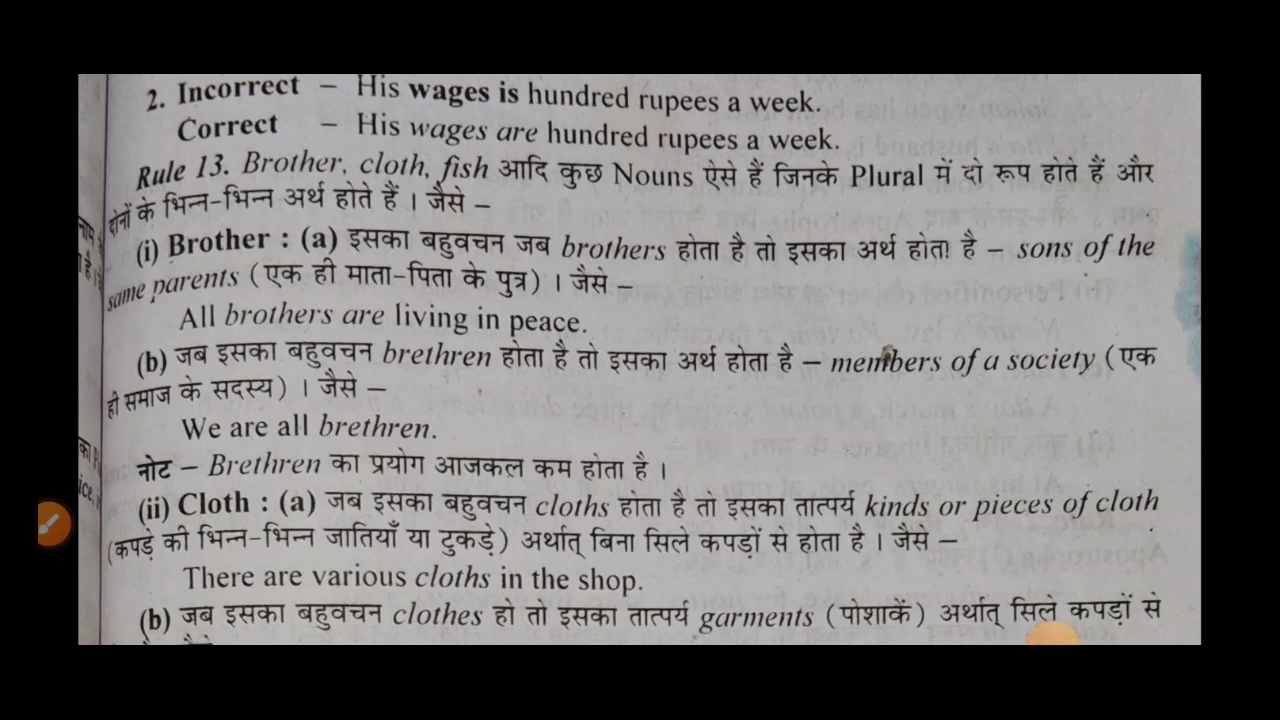 2. Incorrect – His wages is hundred rupees a week.
Correct – His wages are hundred rupees a week.
Rule 13. Brother, cloth, fish आदि कुछ Nouns ऐसे हैं जिनके Plural में दो रूप होते हैं और
दोनों के भिन्न-भिन्न अर्थ होते हैं । जैसे –
(i) Brother : (a) इसका बहुवचन जब brothers होता है तो इसका अर्थ होता है – sons of the
same parents (एक ही माता-पिता के पुत्र) । जैसे –
All brothers are living in peace.
(b) जब इसका बहुवचन brethren होता है तो इसका अर्थ होता है – members of a society (एक
ही समाज के सदस्य) । जैसे –
We are all brethren.
नोट – Brethren का प्रयोग आजकल कम होता है ।
(ii) Cloth : (a) जब इसका बहुवचन cloths होता है तो इसका तात्पर्य kinds or pieces of cloth
(कपड़े की भिन्न-भिन्न जातियाँ या टुकड़े) अर्थात् बिना सिले कपड़ों से होता है । जैसे –
There are various cloths in the shop.
(b) जब इसका बहुवचन clothes हो तो इसका तात्पर्य garments (पोशाकें) अर्थात् सिले कपड़ों से